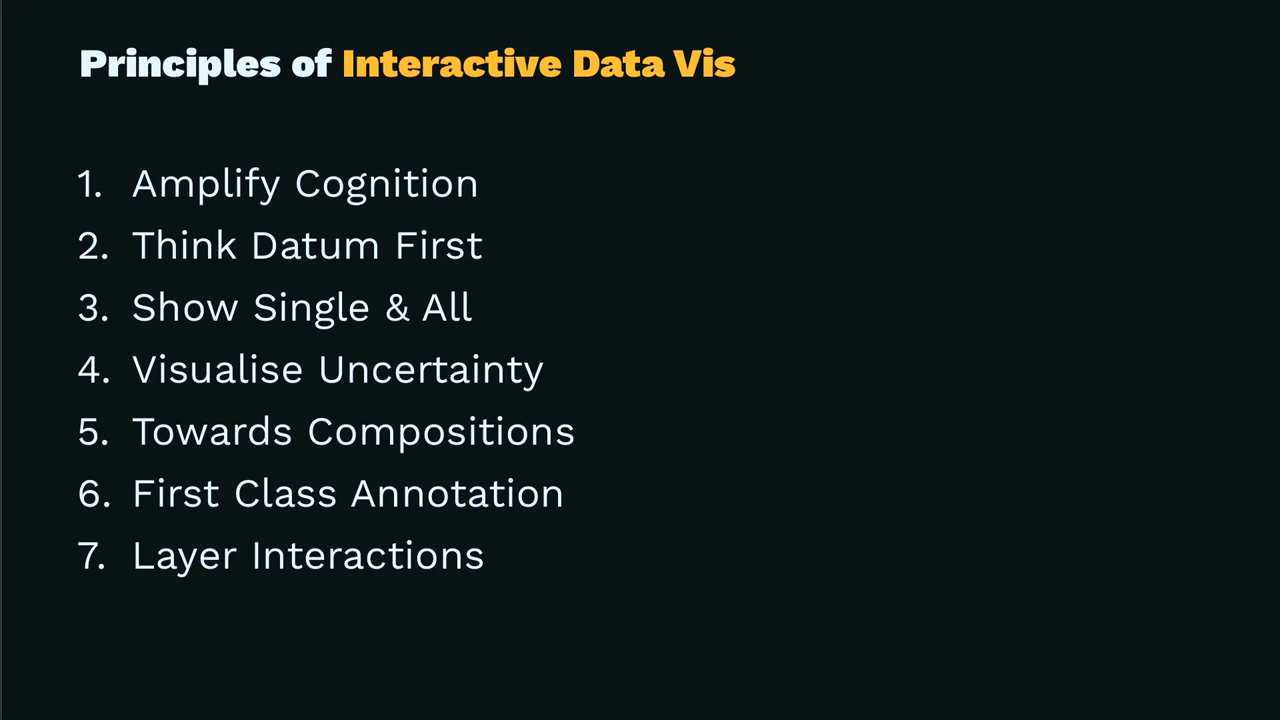 Principles of Interactive Data Vis
1. Amplify Cognition
2. Think Datum First
3. Show Single & All
4. Visualise Uncertainty
5. Towards Compositions
6. First Class Annotation
7. Layer Interactions